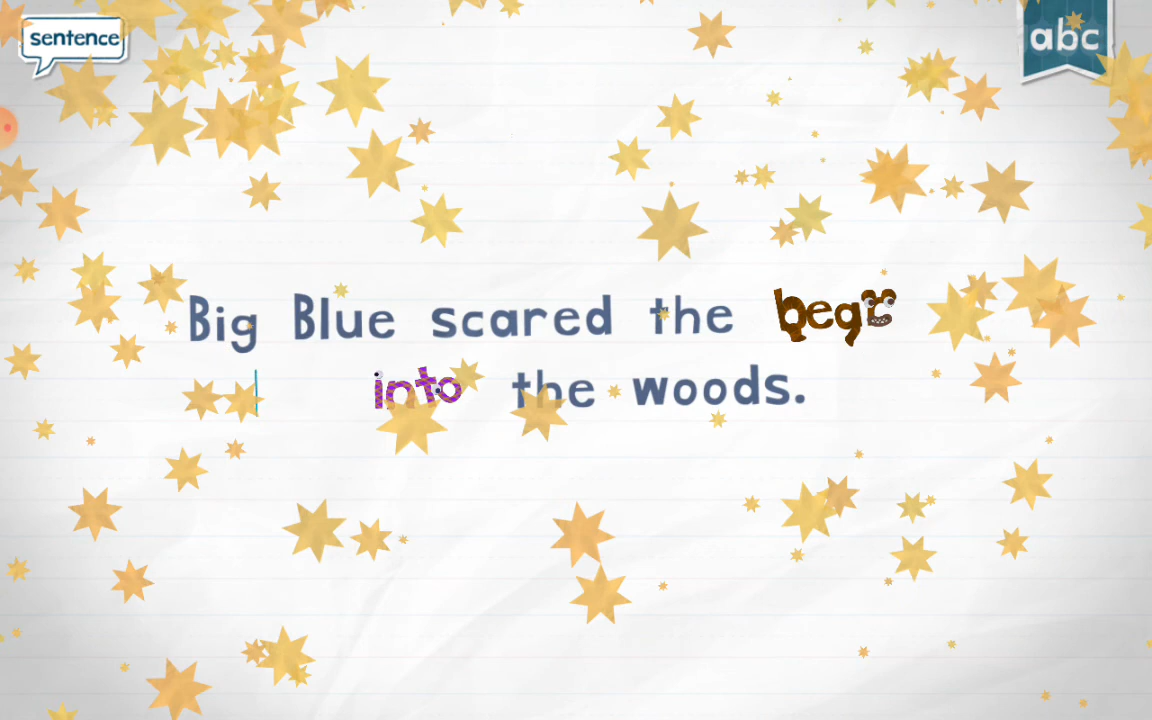 sentence
abc
Big Blue scared the bear
into the woods.